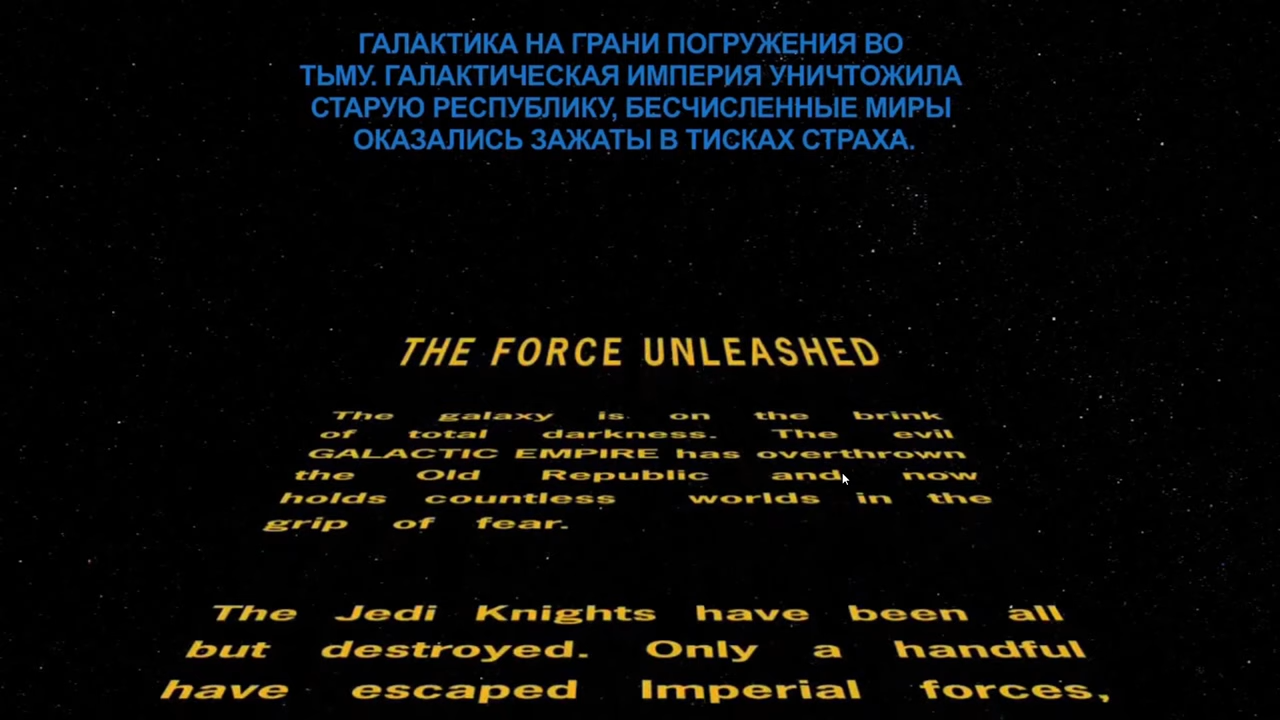 ГАЛАКТИКА НА ГРАНИ ПОГРУЖЕНИЯ ВО
ТЬМУ. ГАЛАКТИЧЕСКАЯ ИМПЕРИЯ УНИЧТОЖИЛА
СТАРУЮ РЕСПУБЛИКУ, БЕСЧИСЛЕННЫЕ МИРЫ
ОКАЗАЛИСЬ ЗАЖАТЫ В ТИСКАХ СТРАХА.
THE FORCE UNLEASHED
The galaxy is on the brink
of total darkness. The evil
GALACTIC EMPIRE has overthrown
the Old Republic and now
holds countless worlds in the
grip of fear.
The Jedi Knights have been all
but destroyed. Only a handful
have escaped Imperial forces,